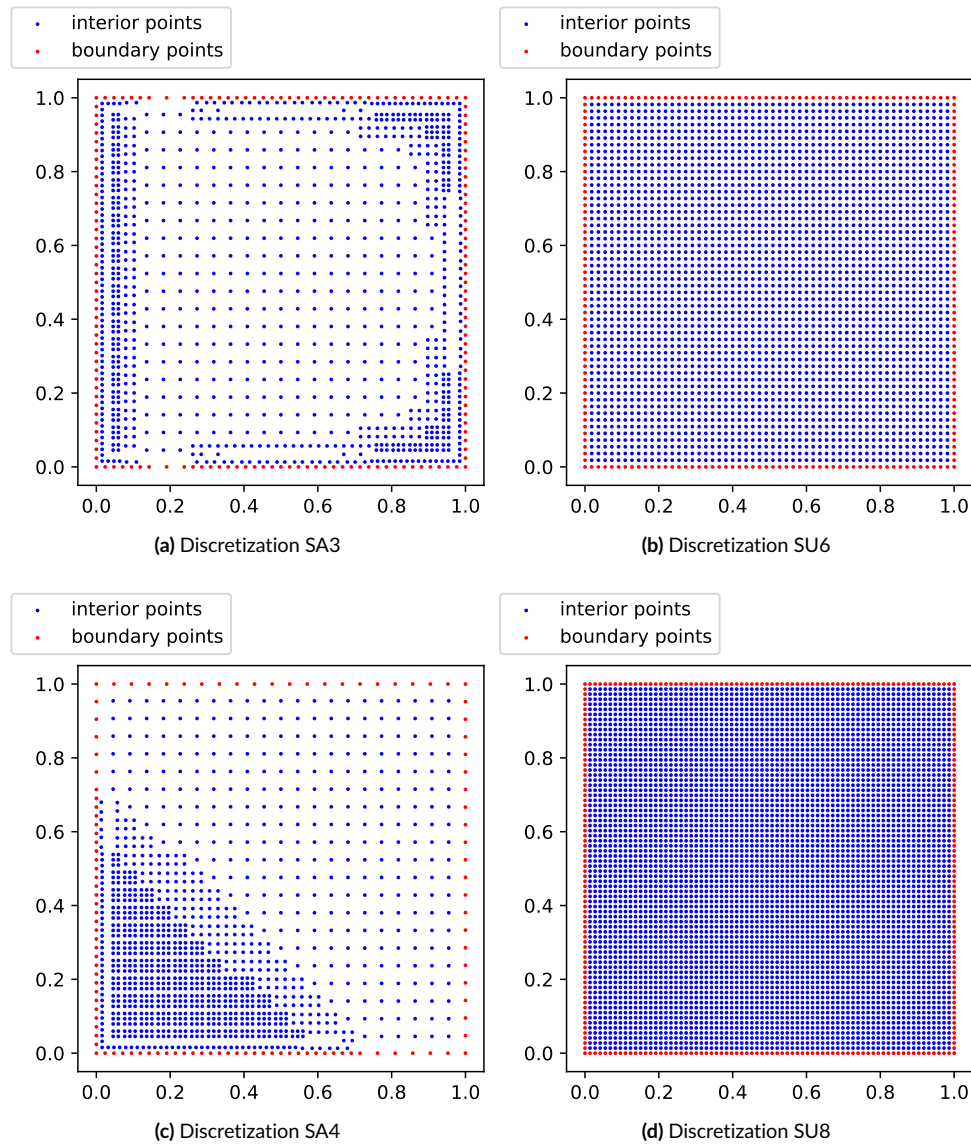 interior points
boundary points
1.0
0.8
0.6
0.4
0.2
0.0
0.0 0.2 0.4 0.6 0.8 1.0
(a) Discretization SA3
interior points
boundary points
1.0
0.8
0.6
0.4
0.2
0.0
0.0 0.2 0.4 0.6 0.8 1.0
(b) Discretization SU6
interior points
boundary points
1.0
0.8
0.6
0.4
0.2
0.0
0.0 0.2 0.4 0.6 0.8 1.0
(c) Discretization SA4
interior points
boundary points
1.0
0.8
0.6
0.4
0.2
0.0
0.0 0.2 0.4 0.6 0.8 1.0
(d) Discretization SU8